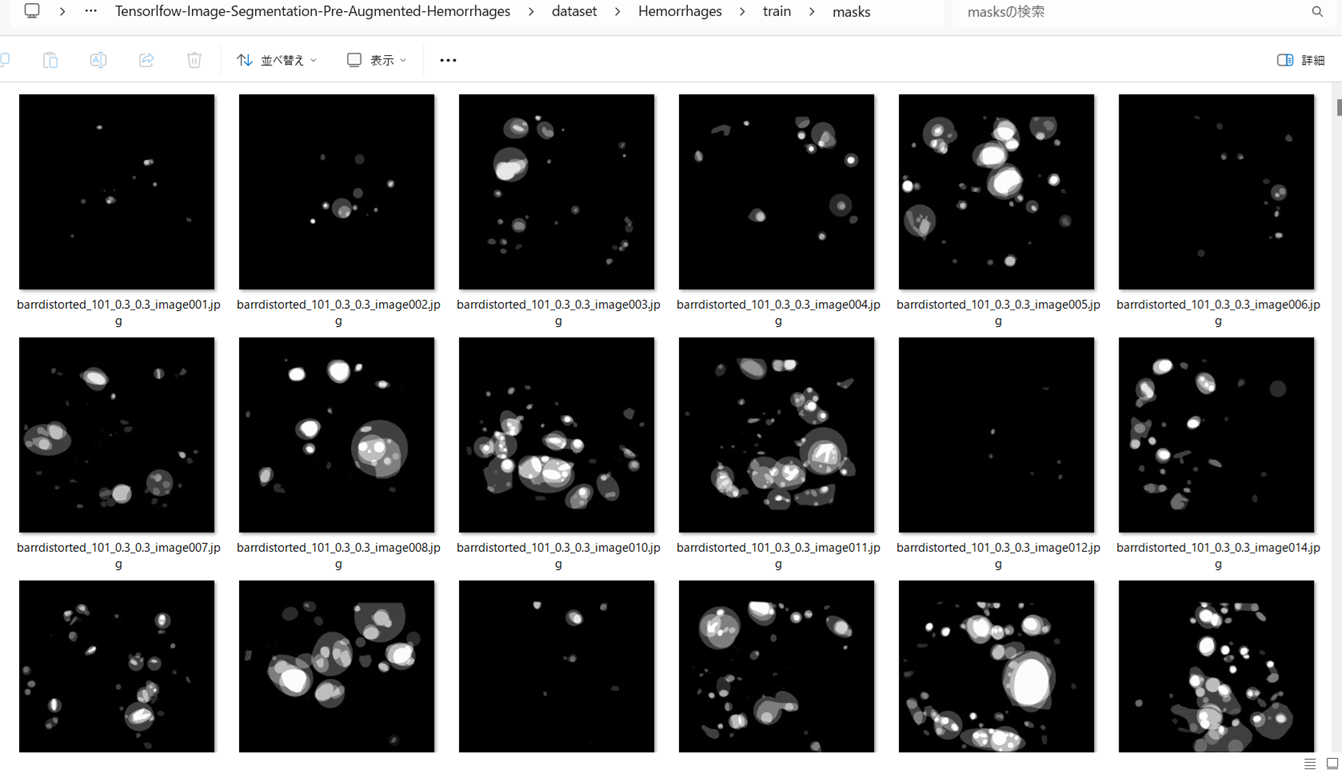 Tensorlfow-Image-Segmentation-Pre-Augmented-Hemorrhages > dataset > Hemorrhages > train > masks masksの検索
並べ替え 表示 詳細
barrdistorted_101_0.3_0.3_image001.jpg
barrdistorted_101_0.3_0.3_image002.jpg
barrdistorted_101_0.3_0.3_image003.jpg
barrdistorted_101_0.3_0.3_image004.jpg
barrdistorted_101_0.3_0.3_image005.jpg
barrdistorted_101_0.3_0.3_image006.jpg
barrdistorted_101_0.3_0.3_image007.jpg
barrdistorted_101_0.3_0.3_image008.jpg
barrdistorted_101_0.3_0.3_image010.jpg
barrdistorted_101_0.3_0.3_image011.jpg
barrdistorted_101_0.3_0.3_image012.jpg
barrdistorted_101_0.3_0.3_image014.jpg